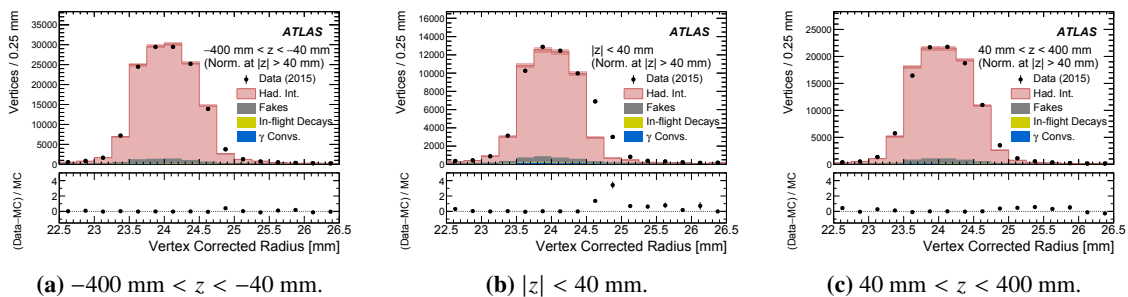 ATLAS
−400 mm < z < −40 mm
(Norm. at |z| > 40 mm)
Data (2015)
Had. Int.
Fakes
In-flight Decays
γ Convs.
Vertices / 0.25 mm
35000
30000
25000
20000
15000
10000
5000
0
(Data−MC) / MC
4
2
0
22.5 23 23.5 24 24.5 25 25.5 26 26.5
Vertex Corrected Radius [mm]
(a) −400 mm < z < −40 mm.
ATLAS
|z| < 40 mm
(Norm. at |z| > 40 mm)
Data (2015)
Had. Int.
Fakes
In-flight Decays
γ Convs.
Vertices / 0.25 mm
16000
14000
12000
10000
8000
6000
4000
2000
0
(Data−MC) / MC
4
2
0
22.5 23 23.5 24 24.5 25 25.5 26 26.5
Vertex Corrected Radius [mm]
(b) |z| < 40 mm.
ATLAS
40 mm < z < 400 mm
(Norm. at |z| > 40 mm)
Data (2015)
Had. Int.
Fakes
In-flight Decays
γ Convs.
Vertices / 0.25 mm
25000
20000
15000
10000
5000
0
(Data−MC) / MC
4
2
0
22.5 23 23.5 24 24.5 25 25.5 26 26.5
Vertex Corrected Radius [mm]
(c) 40 mm < z < 400 mm.